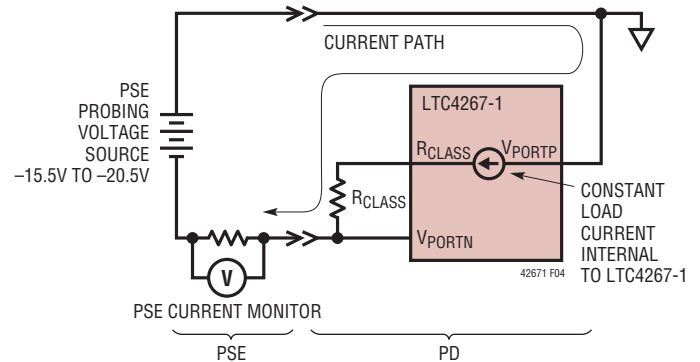 CURRENT PATH
PSE
PROBING
VOLTAGE
SOURCE
–15.5V TO –20.5V
LTC4267-1
RCLASS
VPORTP
RCLASS
VPORTN
CONSTANT
LOAD
CURRENT
INTERNAL
TO LTC4267-1
42671 F04
V
PSE CURRENT MONITOR
PSE
PD